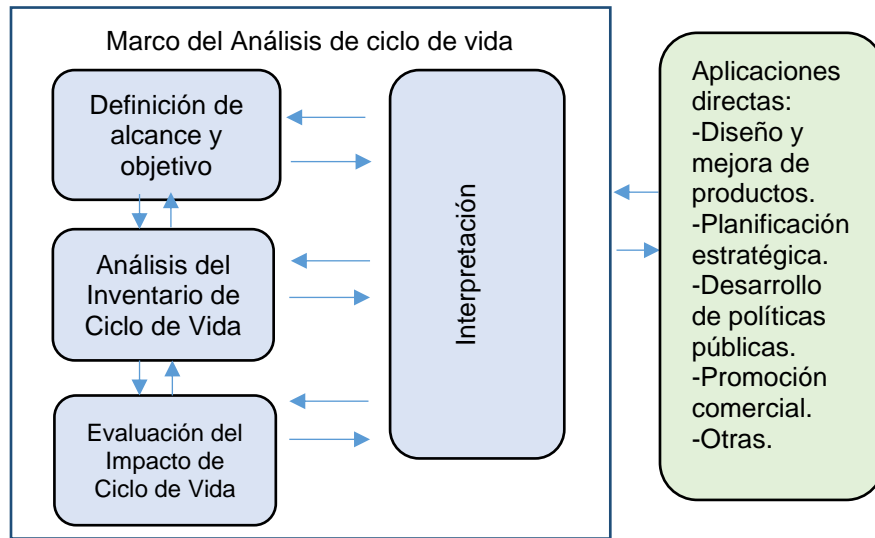 Marco del Análisis de ciclo de vida
Definición de
alcance y
objetivo
Análisis del
Inventario de
Ciclo de Vida
Evaluación del
Impacto de
Ciclo de Vida
Interpretación
Aplicaciones
directas:
-Diseño y
mejora de
productos.
-Planificación
estratégica.
-Desarrollo
de políticas
públicas.
-Promoción
comercial.
-Otras.